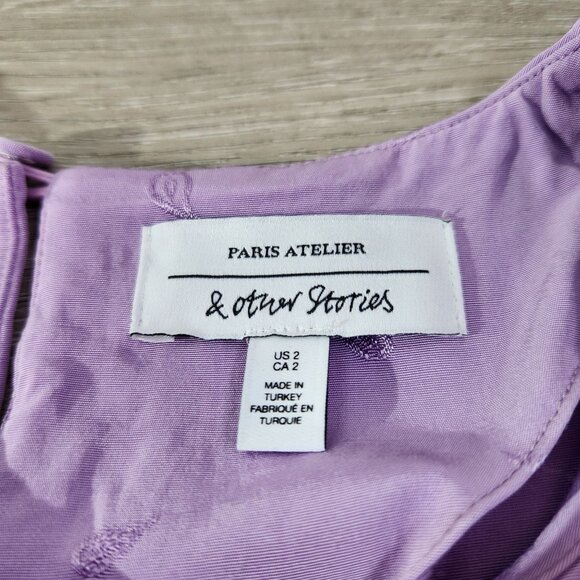 PARIS ATELIER
& other Stories
US 2
CA 2
MADE IN
TURKEY
FABRIQUÉ EN
TURQUIE